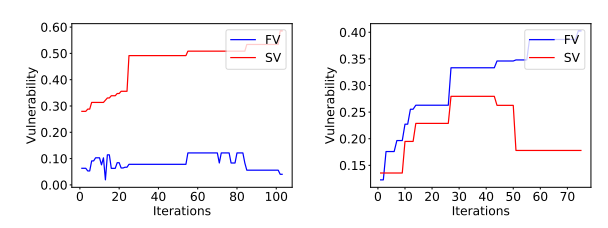 0.60
0.50
0.40
0.30
0.20
0.10
0.00
Vulnerability
FV
SV
0 20 40 60 80 100
Iterations
0.40
0.35
0.30
0.25
0.20
0.15
Vulnerability
FV
SV
0 10 20 30 40 50 60 70
Iterations